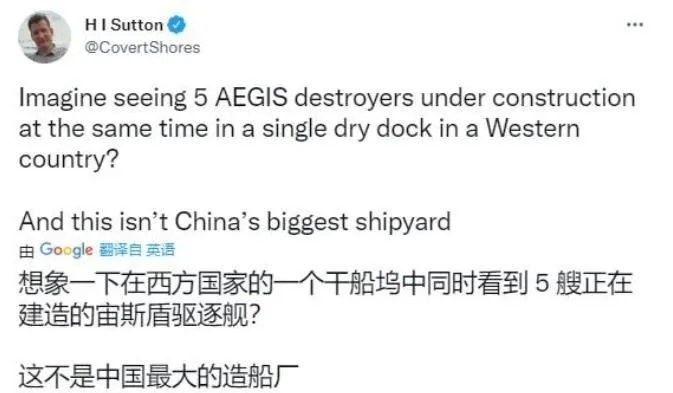 H I Sutton
@CovertShores
Imagine seeing 5 AEGIS destroyers under construction
at the same time in a single dry dock in a Western
country?
And this isn’t China’s biggest shipyard
由 Google 翻译自 英语
想象一下在西方国家的一个干船坞中同时看到 5 艘正在
建造的宙斯盾驱逐舰？
这不是中国最大的造船厂